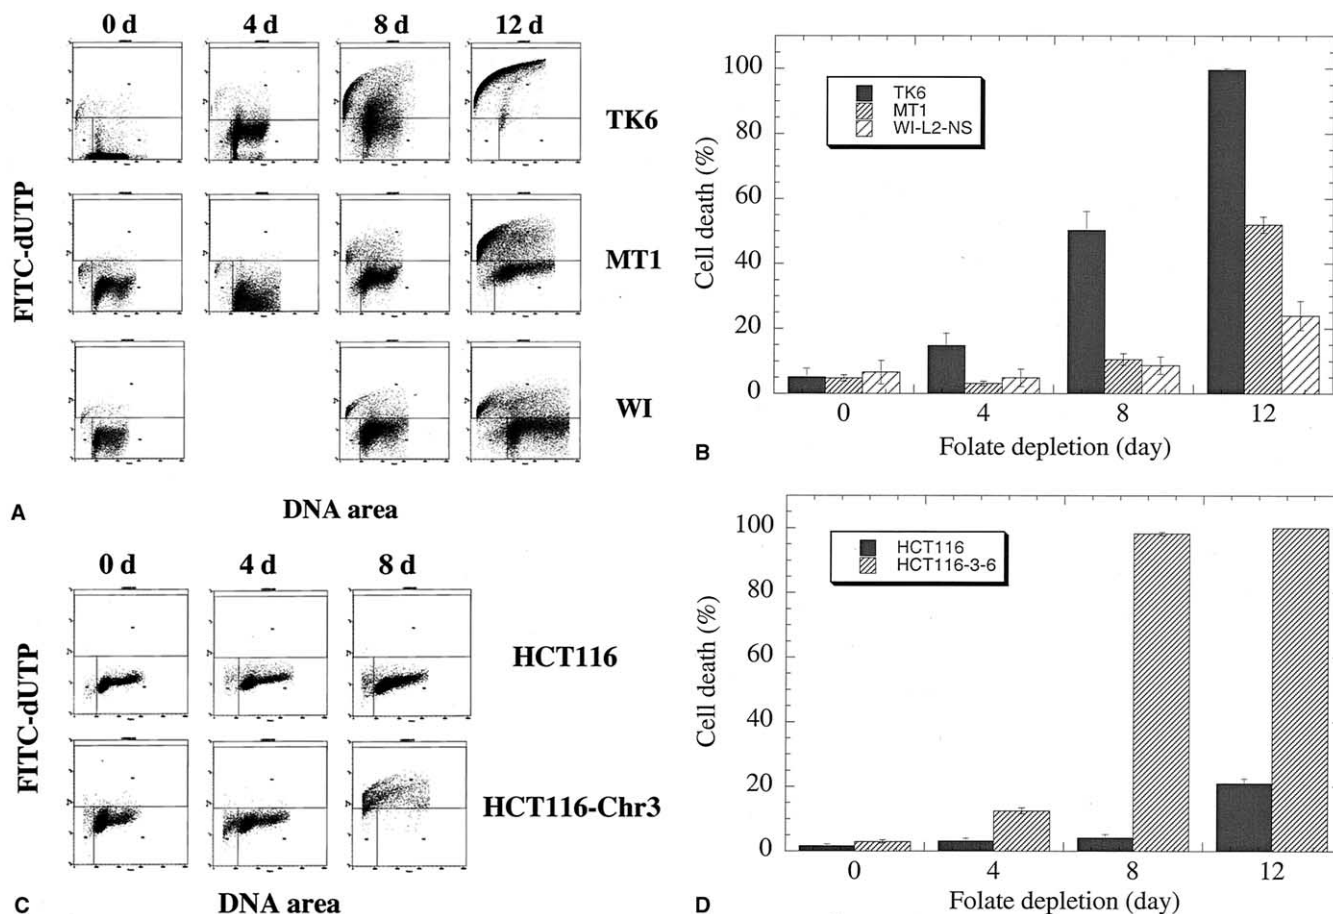 0 d 4 d 8 d 12 d
FITC-dUTP
TK6
MT1
WI
A
DNA area
100
80
60
40
20
0
Cell death (%)
TK6
MT1
WI-L2-NS
0 4 8 12
Folate depletion (day)
B
0 d 4 d 8 d
FITC-dUTP
HCT116
HCT116-Chr3
C
DNA area
100
80
60
40
20
0
Cell death (%)
HCT116
HCT116-3-6
0 4 8 12
Folate depletion (day)
D